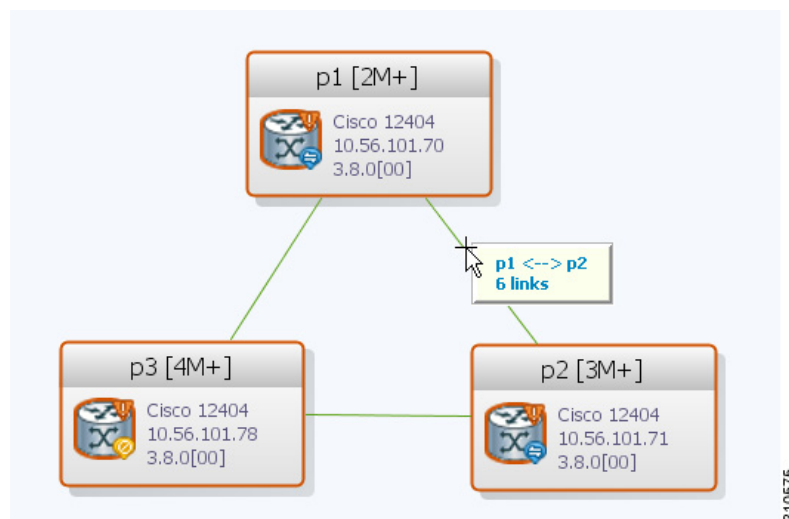 p1 [2M+]
Cisco 12404
10.56.101.70
3.8.0[00]
p1 <--> p2
6 links
p3 [4M+]
Cisco 12404
10.56.101.78
3.8.0[00]
p2 [3M+]
Cisco 12404
10.56.101.71
3.8.0[00]